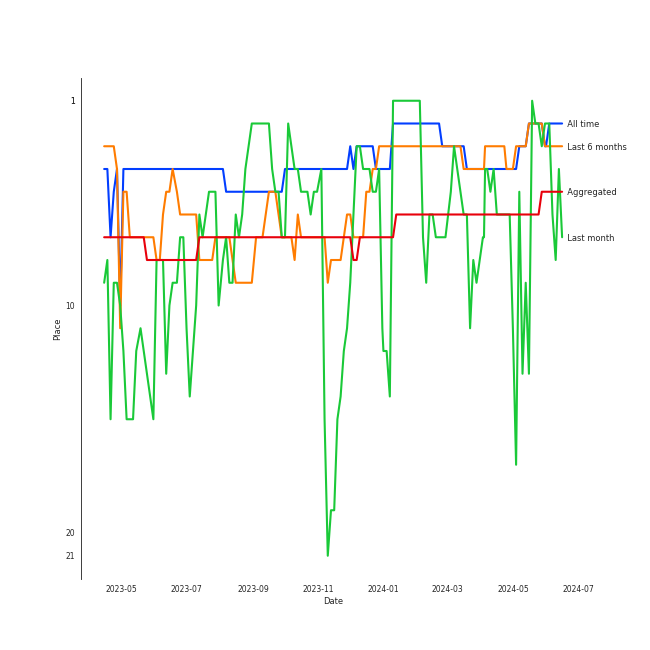 1
All time
Last 6 months
Aggregated
Last month
10
Place
20
21
2023-05 2023-07 2023-09 2023-11 2024-01 2024-03 2024-05 2024-07
Date